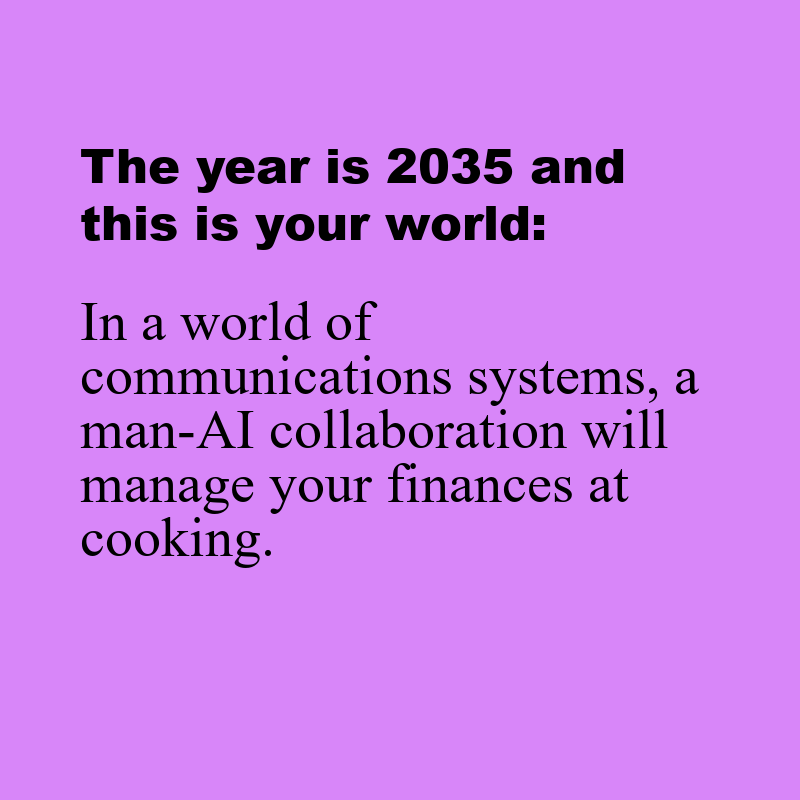 The year is 2035 and
this is your world:
In a world of
communications systems, a
man-AI collaboration will
manage your finances at
cooking.